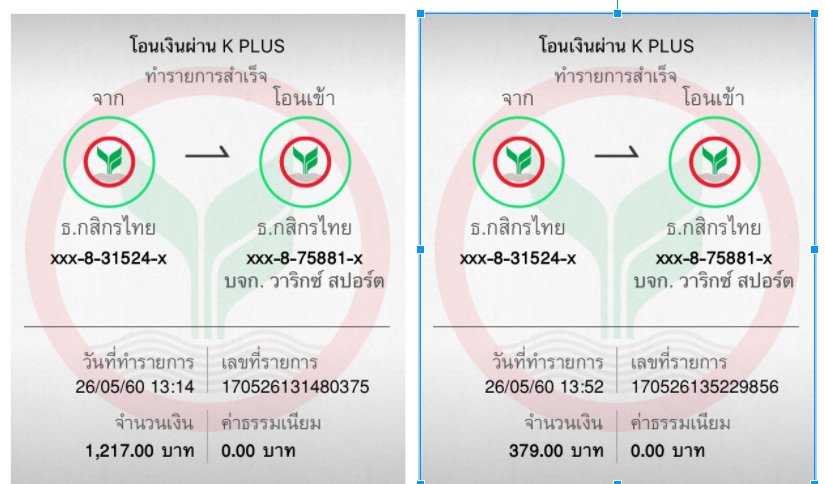 โอนเงินผ่าน K PLUS
ทำรายการสำเร็จ
จาก โอนเข้า
ธ.กสิกรไทย ธ.กสิกรไทย
xxx-8-31524-x xxx-8-75881-x
บจก. วาริกซ์ สปอร์ต
วันที่ทำรายการ เลขที่รายการ
26/05/60 13:14 170526131480375
จำนวนเงิน ค่าธรรมเนียม
1,217.00 บาท 0.00 บาท
โอนเงินผ่าน K PLUS
ทำรายการสำเร็จ
จาก โอนเข้า
ธ.กสิกรไทย ธ.กสิกรไทย
xxx-8-31524-x xxx-8-75881-x
บจก. วาริกซ์ สปอร์ต
วันที่ทำรายการ เลขที่รายการ
26/05/60 13:52 170526135229856
จำนวนเงิน ค่าธรรมเนียม
379.00 บาท 0.00 บาท